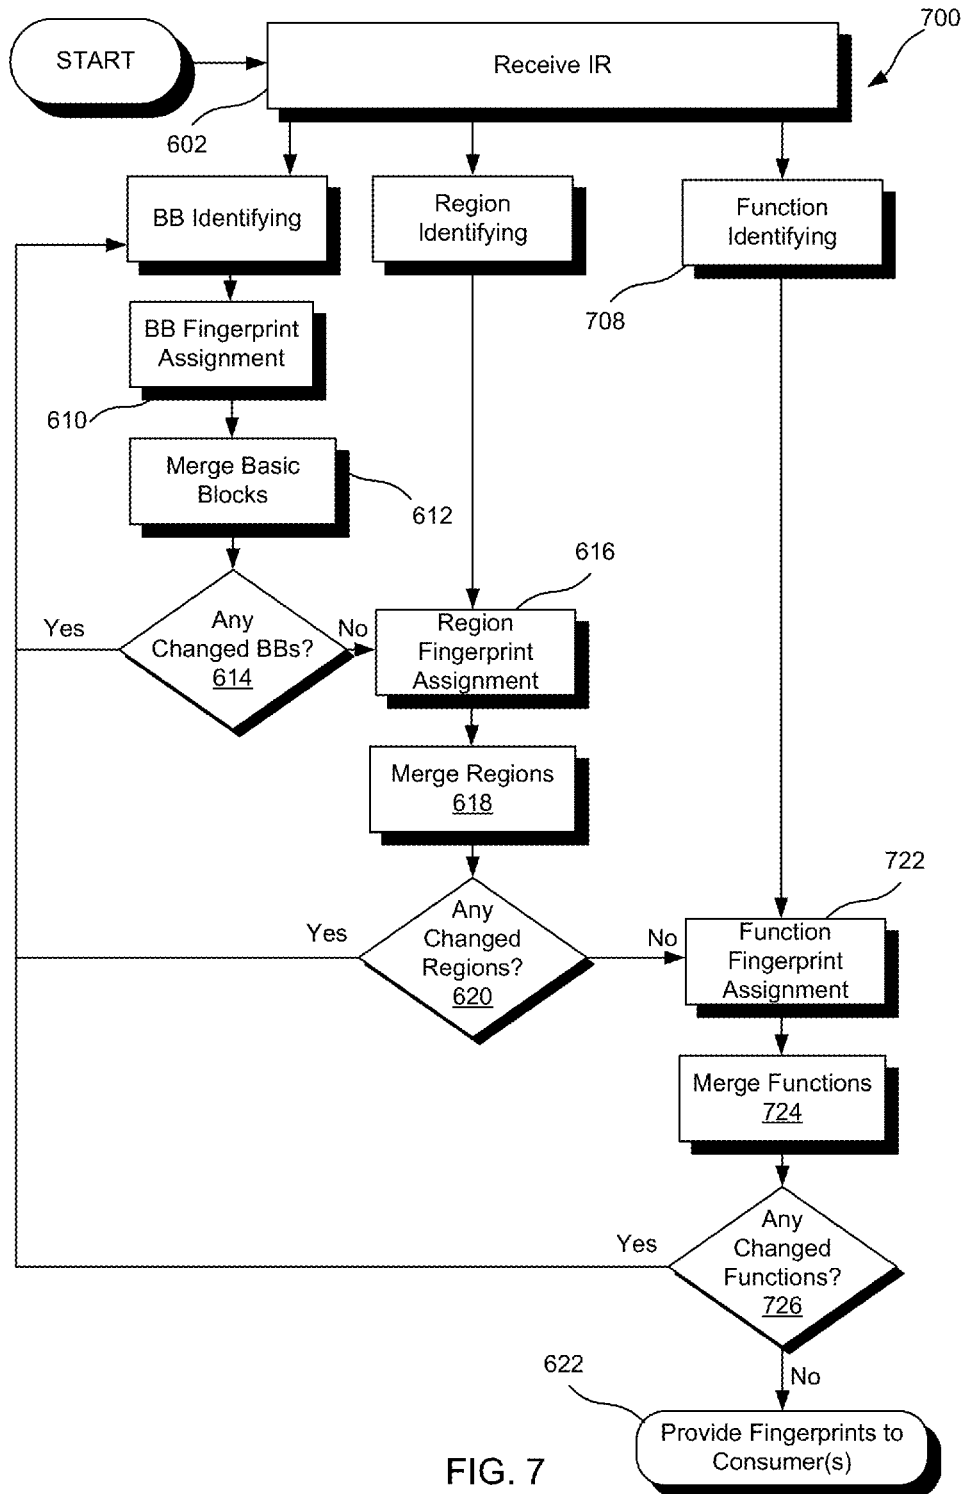 700
START
Receive IR
602
BB Identifying
Region
Identifying
Function
Identifying
708
BB Fingerprint
Assignment
610
Merge Basic
Blocks
612
616
Yes
Any
Changed BBs?
614
No
Region
Fingerprint
Assignment
Merge Regions
618
722
Yes
Any
Changed
Regions?
620
No
Function
Fingerprint
Assignment
Merge Functions
724
Yes
Any
Changed
Functions?
726
No
622
Provide Fingerprints to
Consumer(s)
FIG. 7